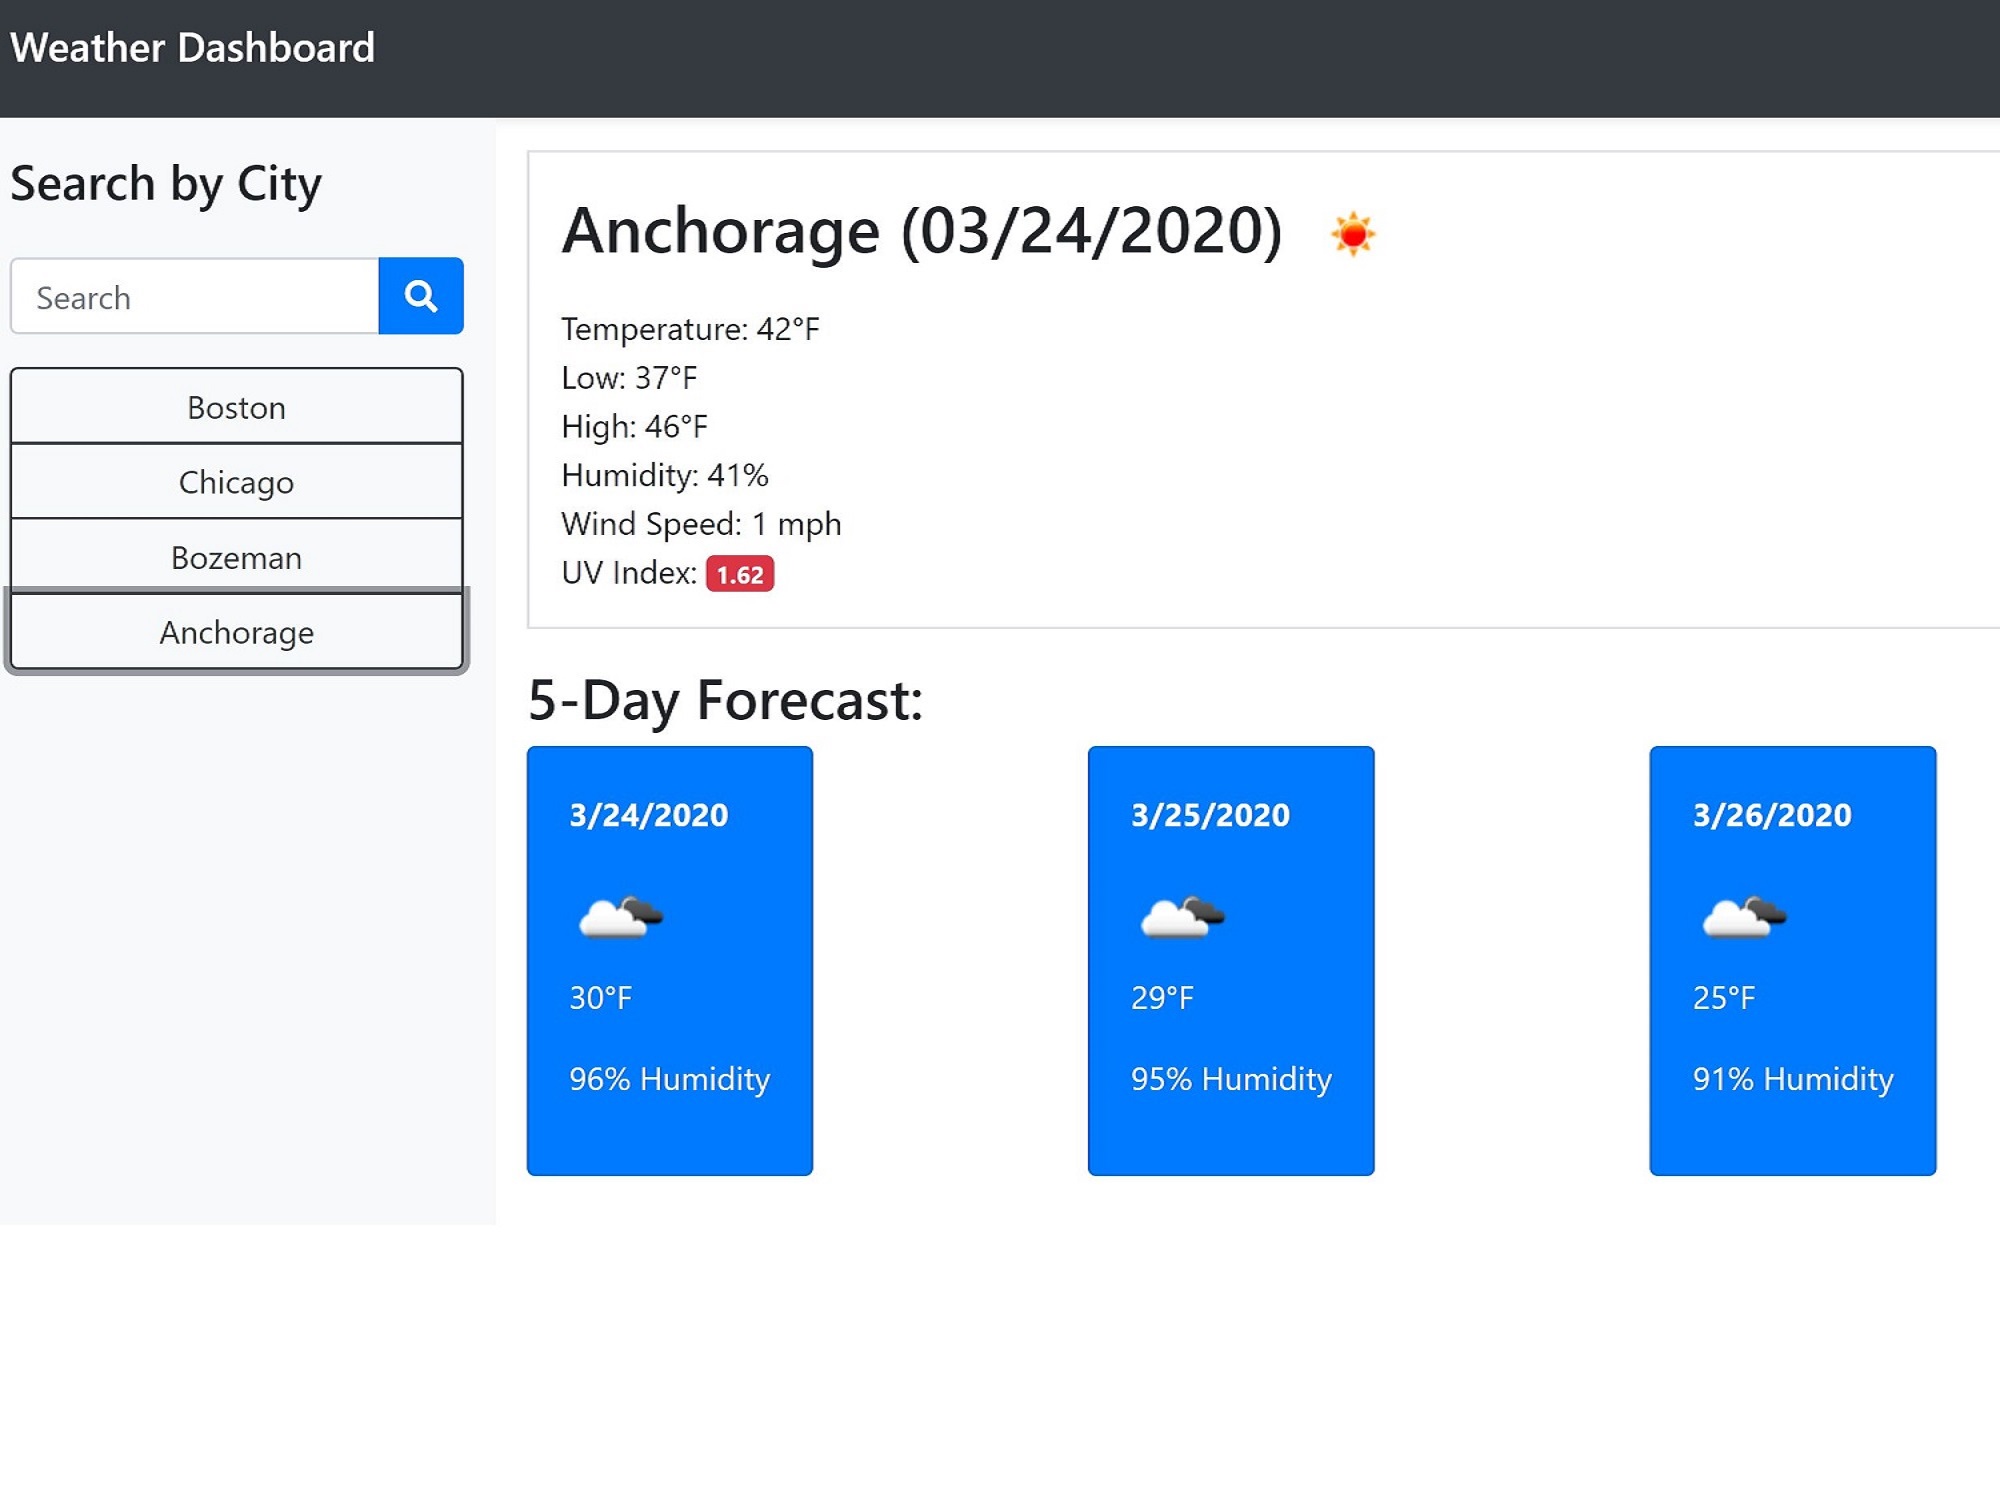 Weather Dashboard
Search by City
Search
Boston
Chicago
Bozeman
Anchorage
Anchorage (03/24/2020)
Temperature: 42°F
Low: 37°F
High: 46°F
Humidity: 41%
Wind Speed: 1 mph
UV Index: 1.62
5-Day Forecast:
3/24/2020
30°F
96% Humidity
3/25/2020
29°F
95% Humidity
3/26/2020
25°F
91% Humidity